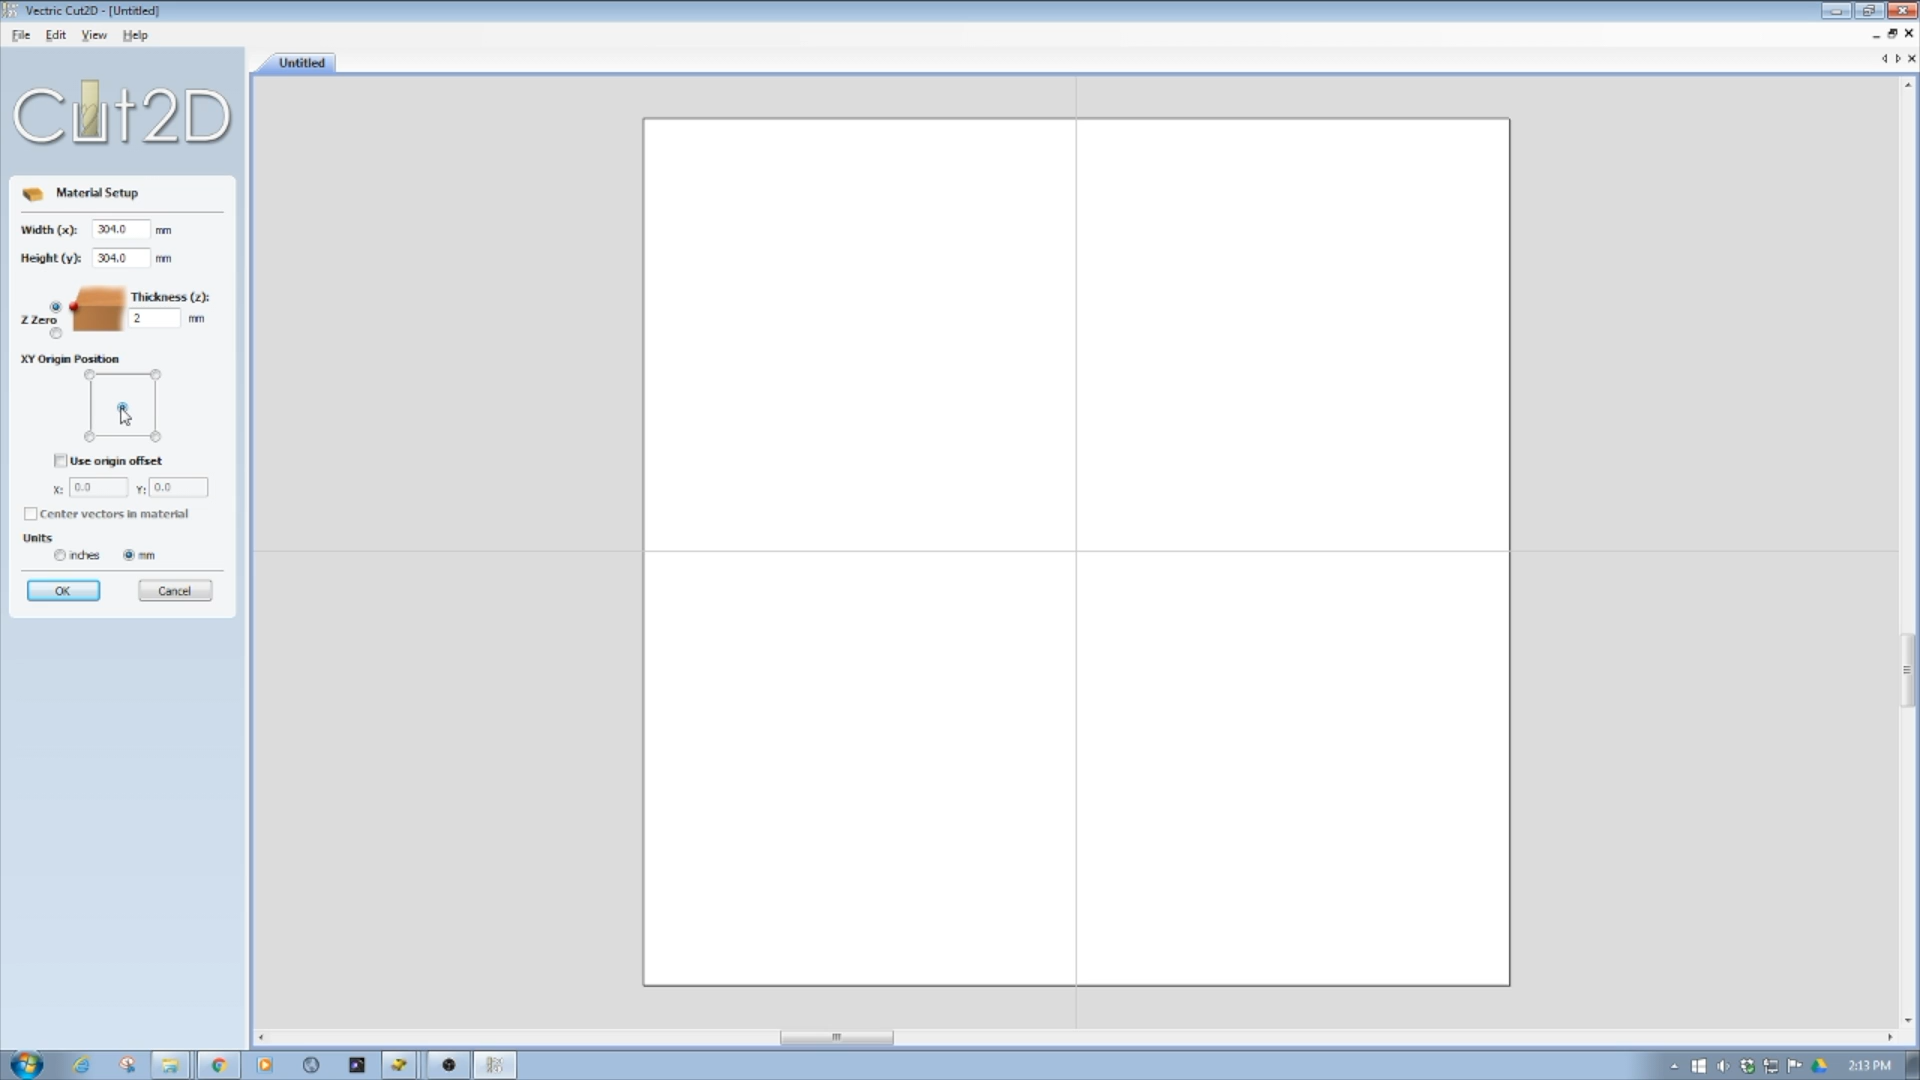 Vectric Cut2D - [Untitled]
File Edit View Help
Untitled
Cut2D
Material Setup
Width (x): 304.0 mm
Height (y): 304.0 mm
Thickness (z):
Z Zero 2 mm
XY Origin Position
Use origin offset
X: 0.0 Y: 0.0
Center vectors in material
Units
inches mm
OK Cancel
2:13 PM